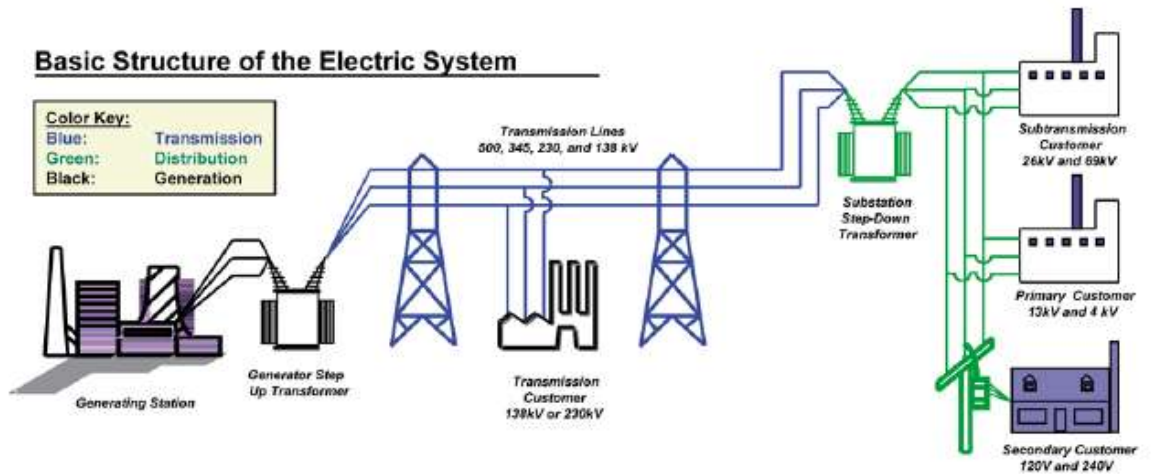 Basic Structure of the Electric System
Color Key:
Blue: Transmission
Green: Distribution
Black: Generation
Transmission Lines
500, 345, 230, and 138 kV
Subtransmission
Customer
26kV and 69kV
Substation
Step-Down
Transformer
Primary Customer
13kV and 4 kV
Generating Station
Generator Step
Up Transformer
Transmission
Customer
138kV or 230kV
Secondary Customer
120V and 240V